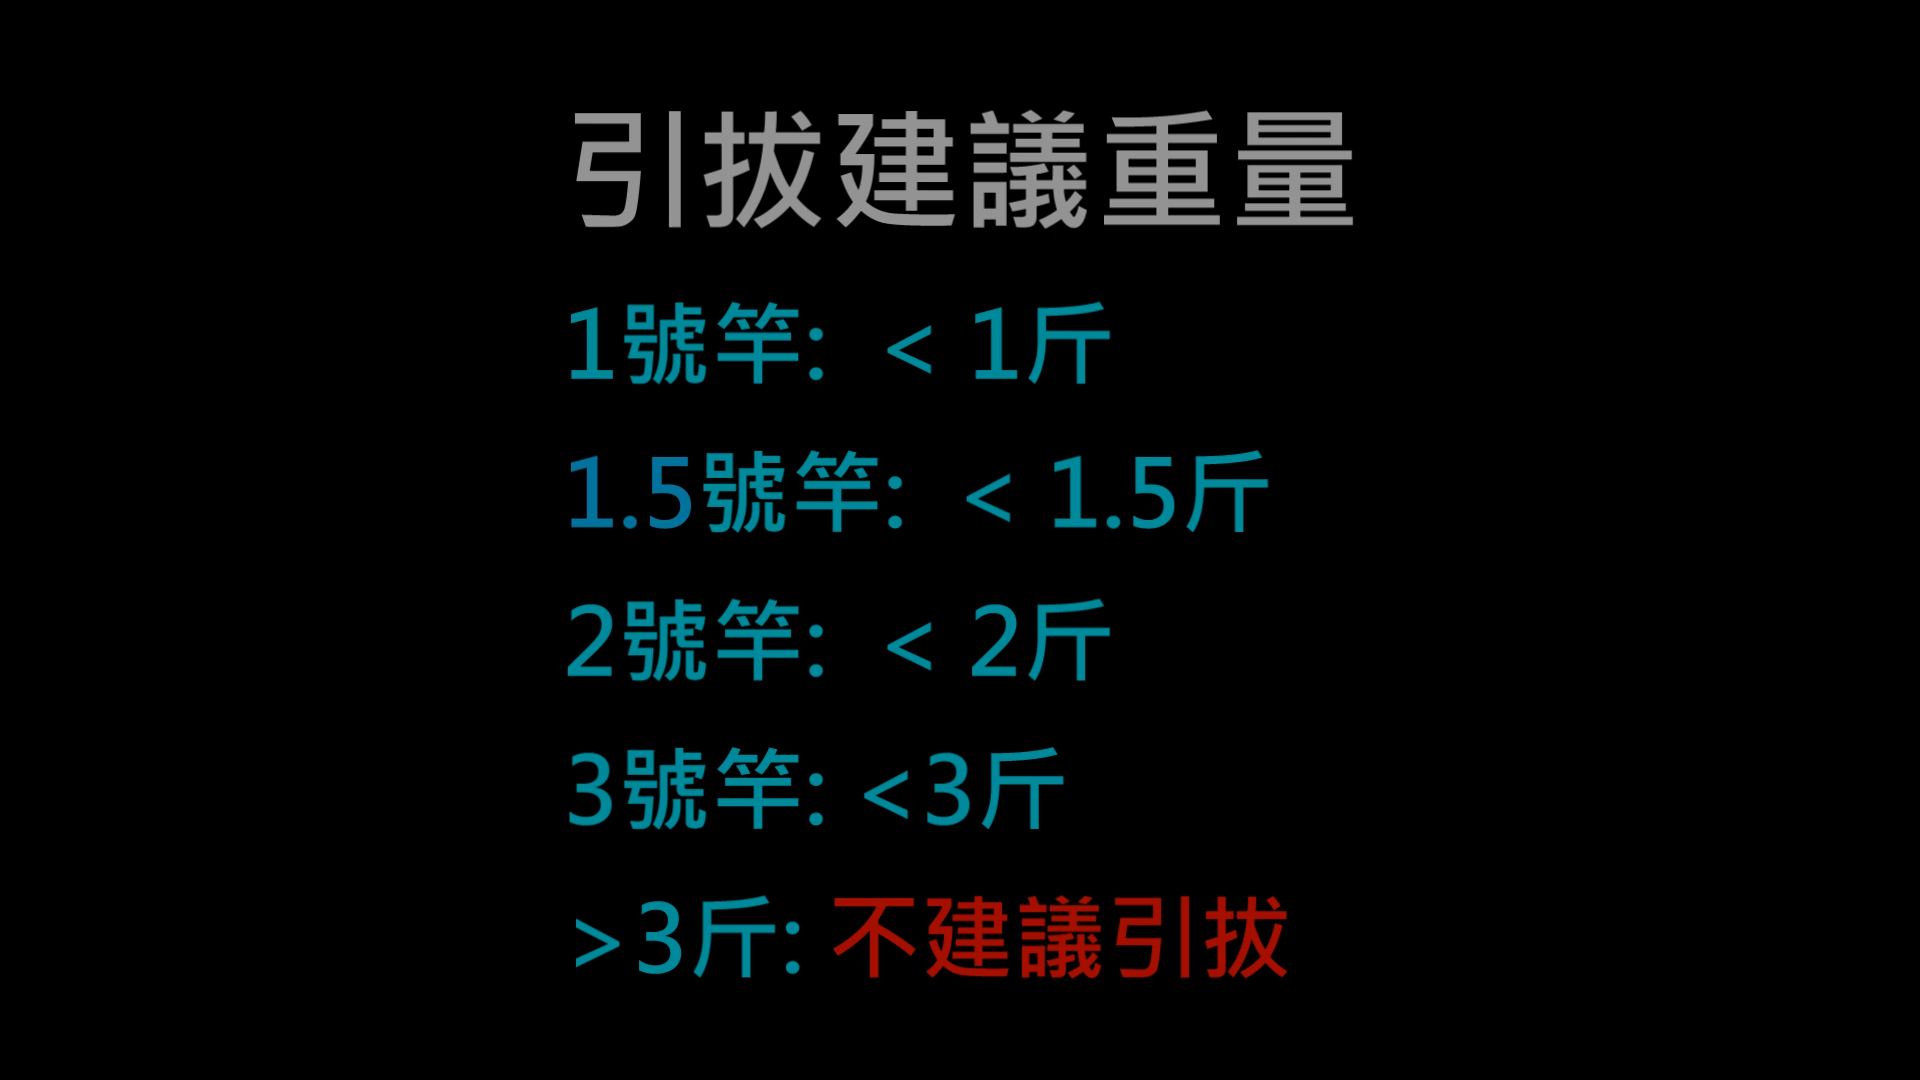 引拔建議重量
1號竿: < 1斤
1.5號竿: < 1.5斤
2號竿: < 2斤
3號竿: <3斤
>3斤: 不建議引拔